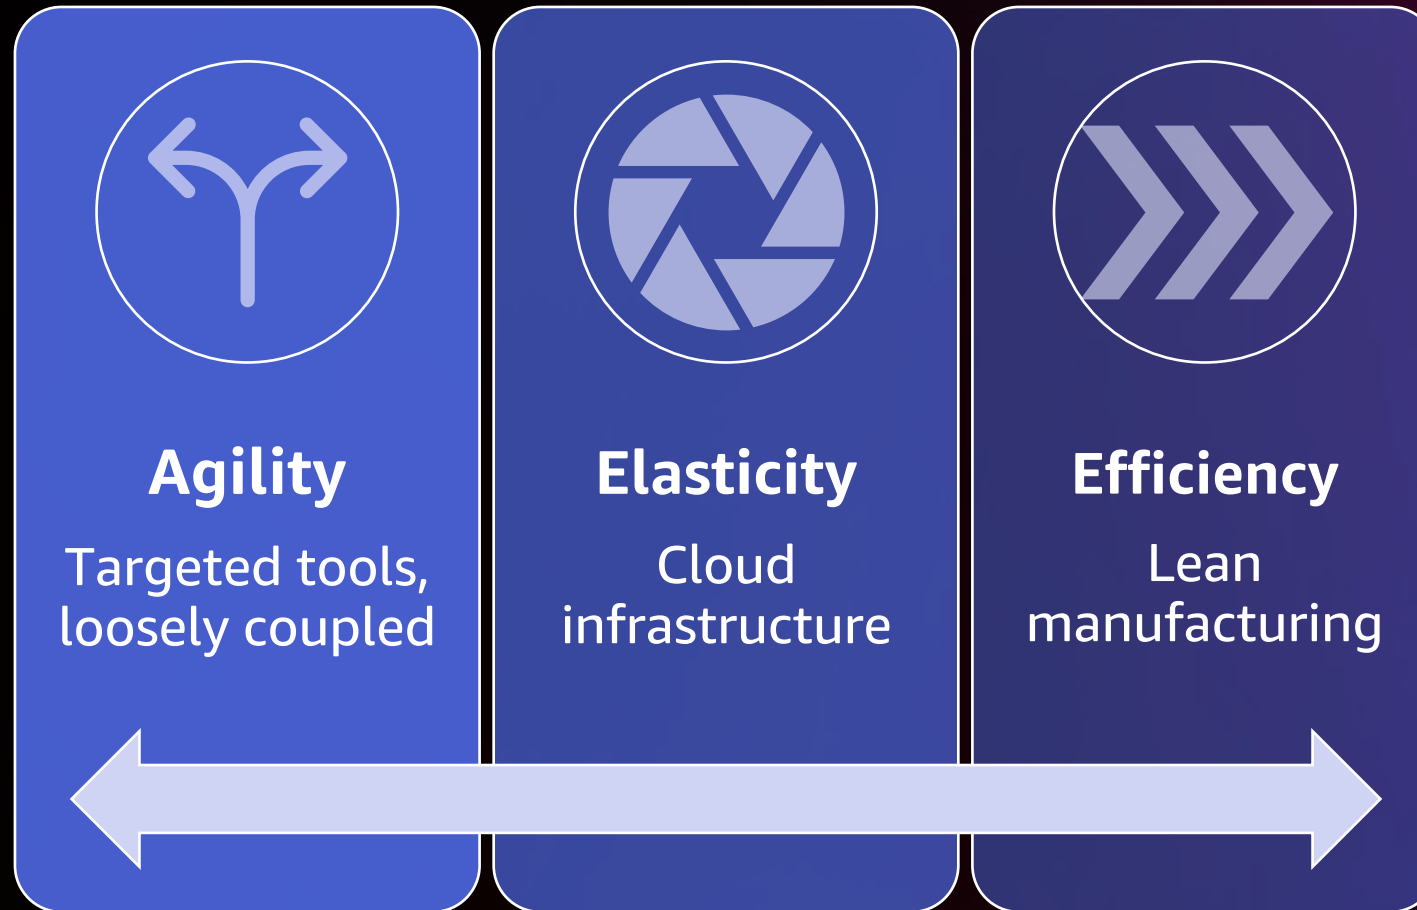 Agility
Targeted tools,
loosely coupled
Elasticity
Cloud
infrastructure
Efficiency
Lean
manufacturing